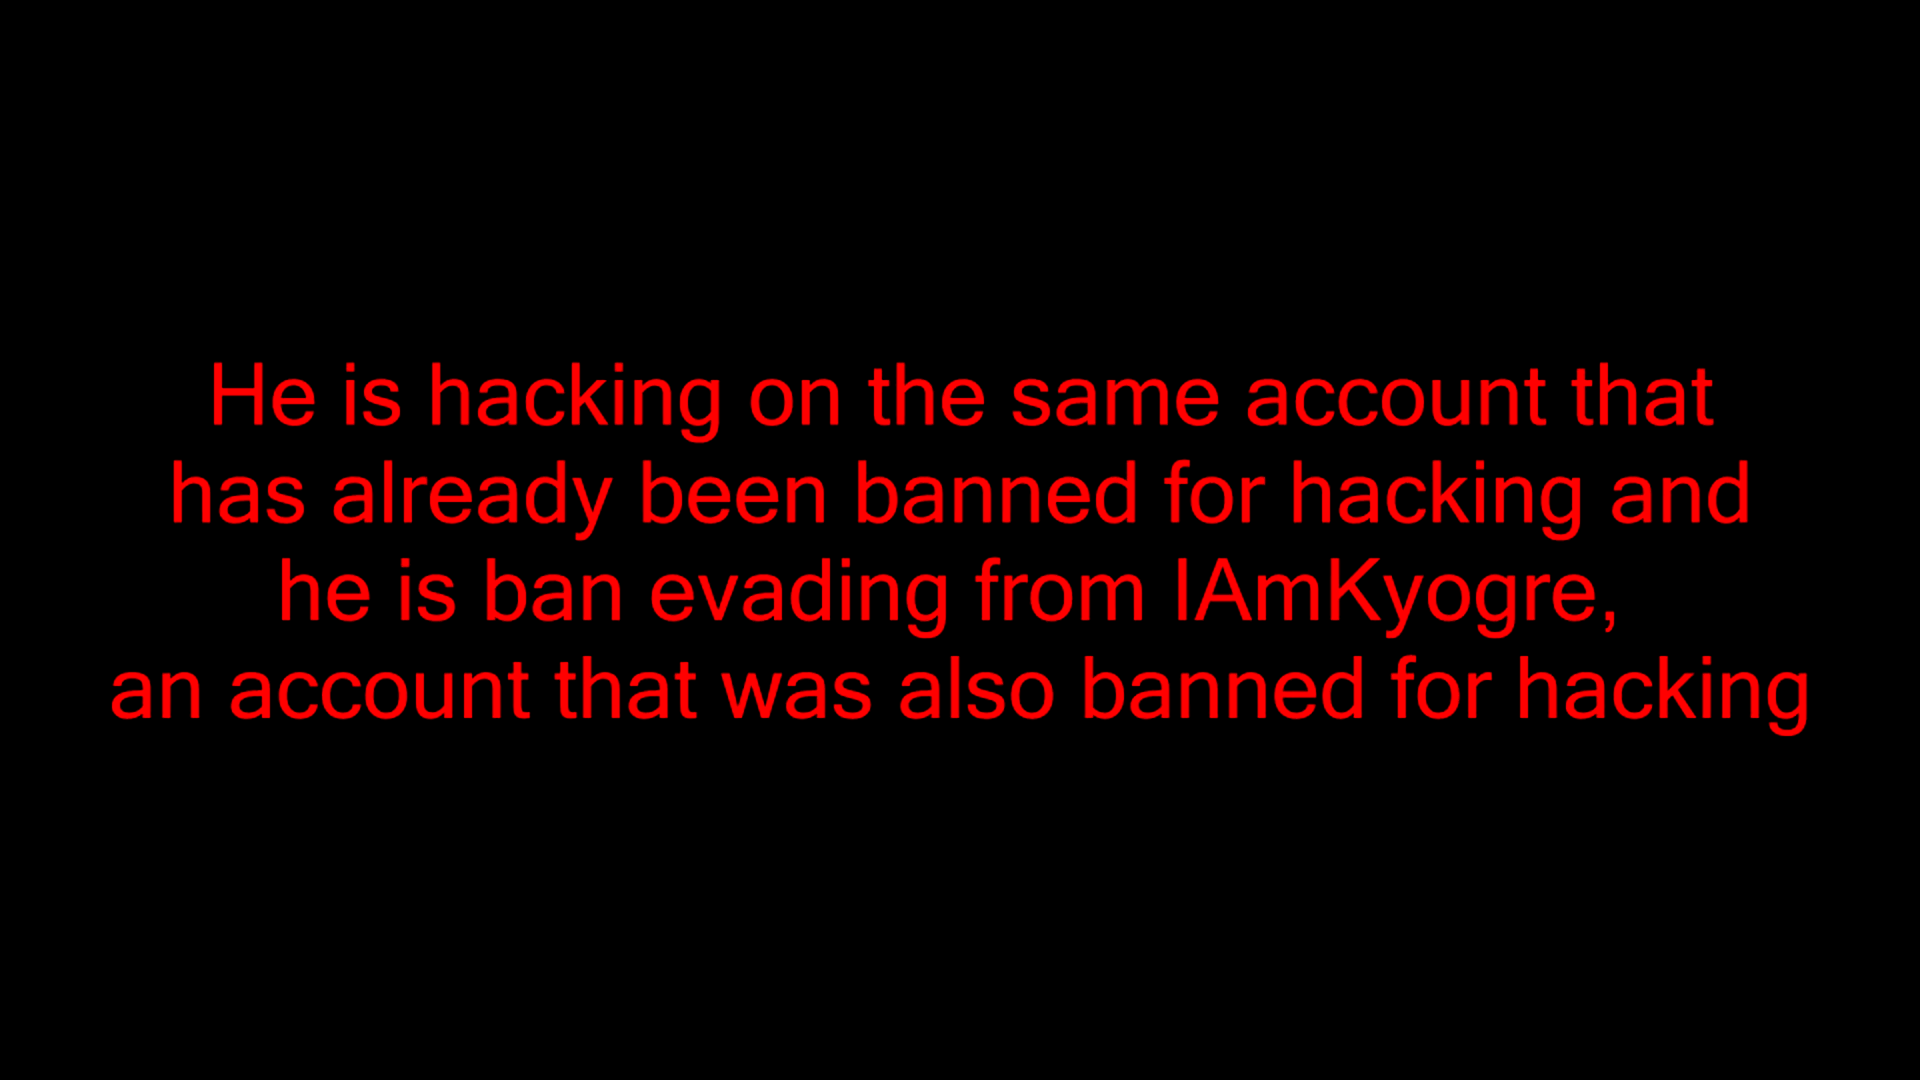 He is hacking on the same account that
has already been banned for hacking and
he is ban evading from IAmKyogre,
an account that was also banned for hacking